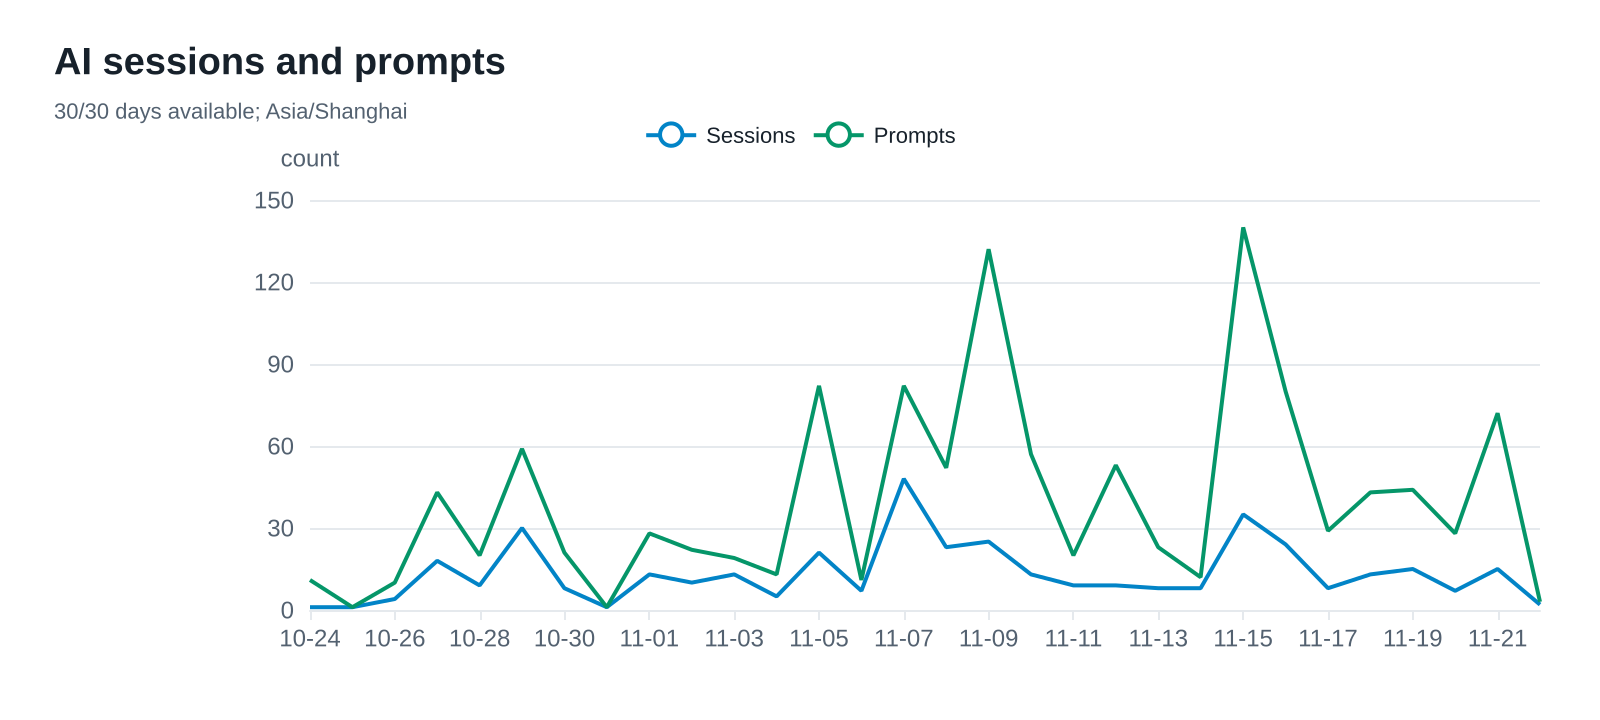 AI sessions and prompts
30/30 days available; Asia/Shanghai
Sessions Prompts
count
150
120
90
60
30
0
10-24 10-26 10-28 10-30 11-01 11-03 11-05 11-07 11-09 11-11 11-13 11-15 11-17 11-19 11-21